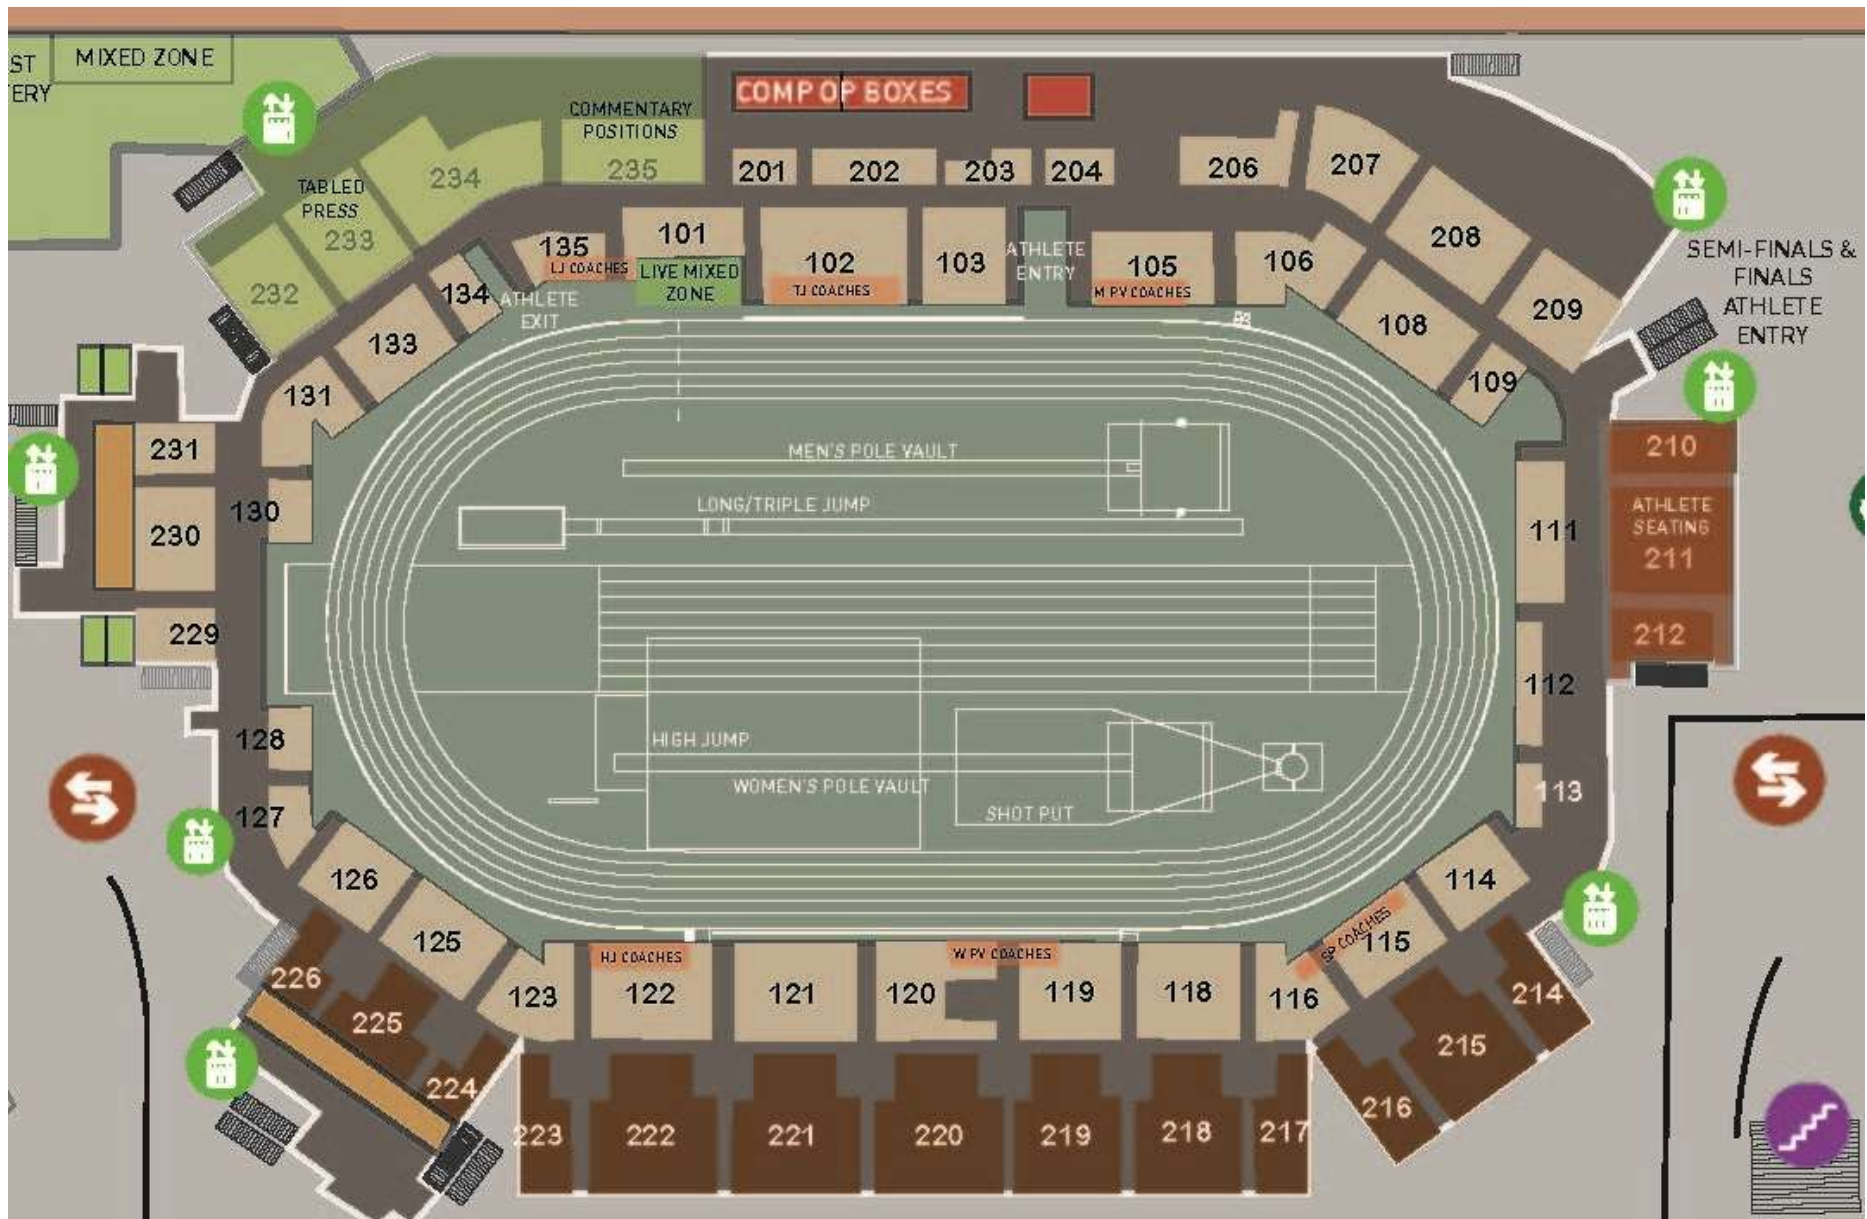 ST
ERY
MIXED ZONE
COMMENTARY
POSITIONS
235
COMP OP BOXES
TABLED
PRESS
233
234
232
201
202
203
204
206
207
208
209
SEMI-FINALS &
FINALS
ATHLETE
ENTRY
135
LJ COACHES
101
LIVE MIXED
ZONE
102
TJ COACHES
103
ATHLETE
ENTRY
105
M PV COACHES
106
108
109
134
ATHLETE
EXIT
133
131
231
130
230
229
MEN'S POLE VAULT
LONG/TRIPLE JUMP
111
210
ATHLETE
SEATING
211
212
112
113
128
127
HIGH JUMP
WOMEN'S POLE VAULT
SHOT PUT
126
125
123
HJ COACHES
122
121
120
W PV COACHES
119
118
116
SP COACHES
115
114
226
225
224
223
222
221
220
219
218
217
216
215
214